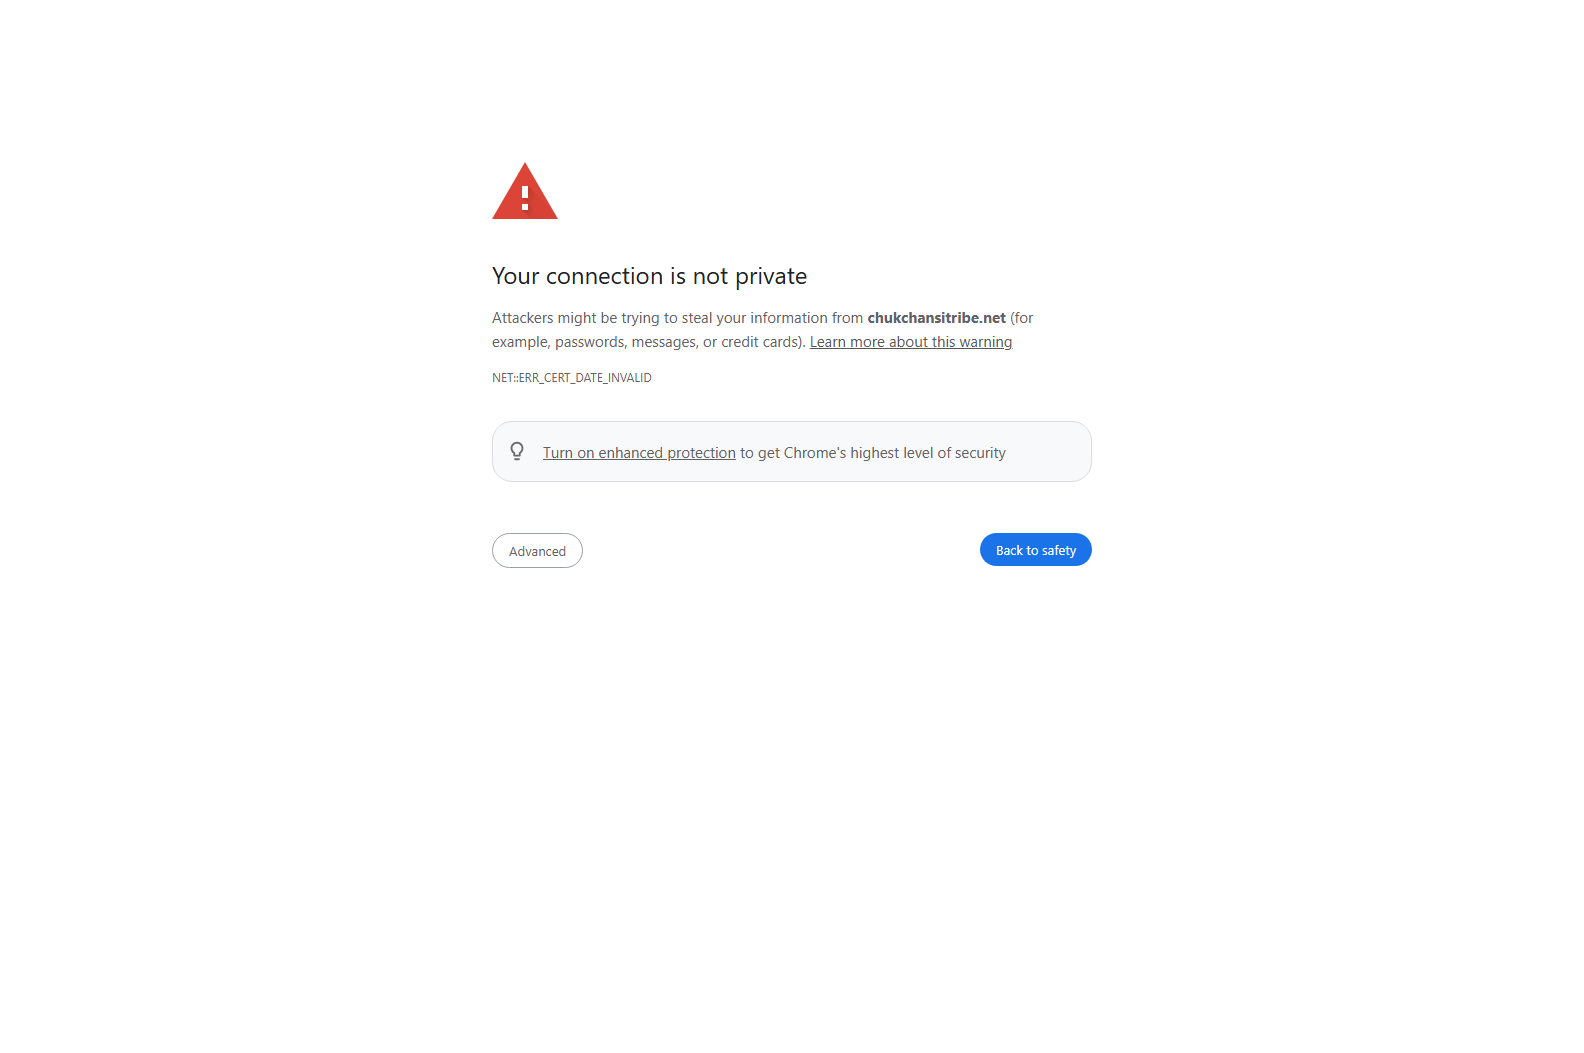 Your connection is not private
Attackers might be trying to steal your information from chukchansitribe.net (for
example, passwords, messages, or credit cards). Learn more about this warning
NET::ERR_CERT_DATE_INVALID
Turn on enhanced protection to get Chrome's highest level of security
Advanced
Back to safety